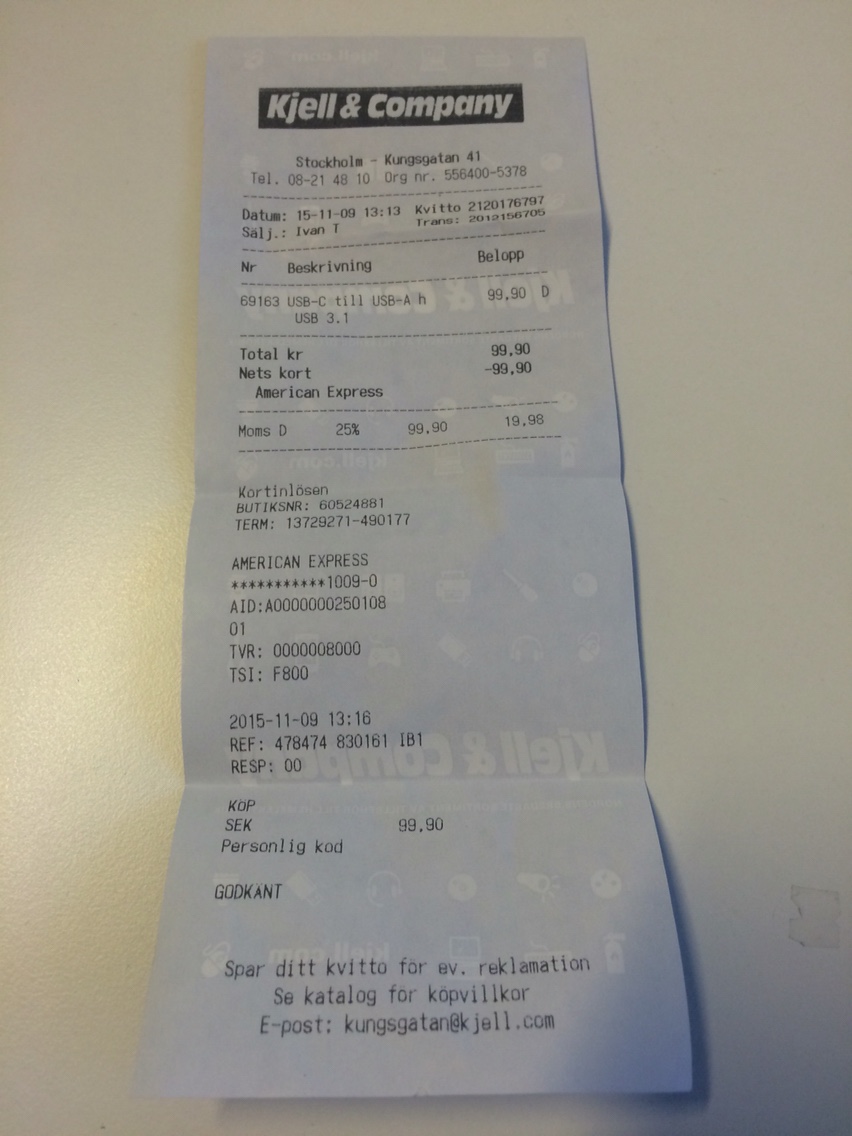 Kjell & Company
Stockholm - Kungsgatan 41
Tel. 08-21 48 10 Org nr. 556400-5378
Datum: 15-11-09 13:13 Kvitto 2120176797
Sälj.: Ivan T Trans: 2012156705
Nr Beskrivning Belopp
69163 USB-C till USB-A h 99,90 D
USB 3.1
Total kr 99,90
Nets kort -99,90
American Express
Moms D 25% 99,90 19,98
Kortinlösen
BUTIKSNR: 60524881
TERM: 13729271-490177
AMERICAN EXPRESS
***********1009-0
AID:A0000000250108
01
TVR: 0000008000
TSI: F800
2015-11-09 13:16
REF: 478474 830161 IB1
RESP: 00
KÖP
SEK 99,90
Personlig kod
GODKÄNT
Spar ditt kvitto för ev. reklamation
Se katalog för köpvillkor
E-post: kungsgatan@kjell.com